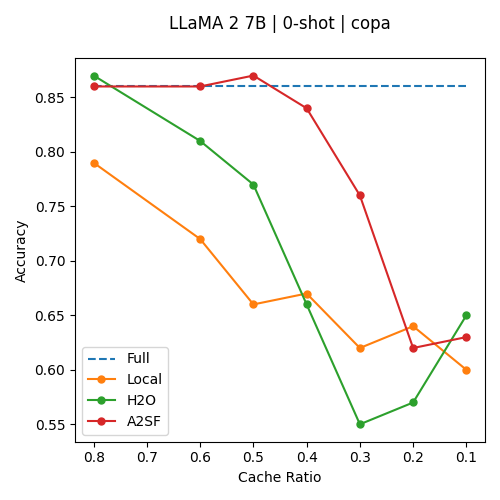 LLaMA 2 7B | 0-shot | copa
0.85
0.80
0.75
0.70
0.65
0.60
0.55
Accuracy
Full
Local
H2O
A2SF
0.8 0.7 0.6 0.5 0.4 0.3 0.2 0.1
Cache Ratio